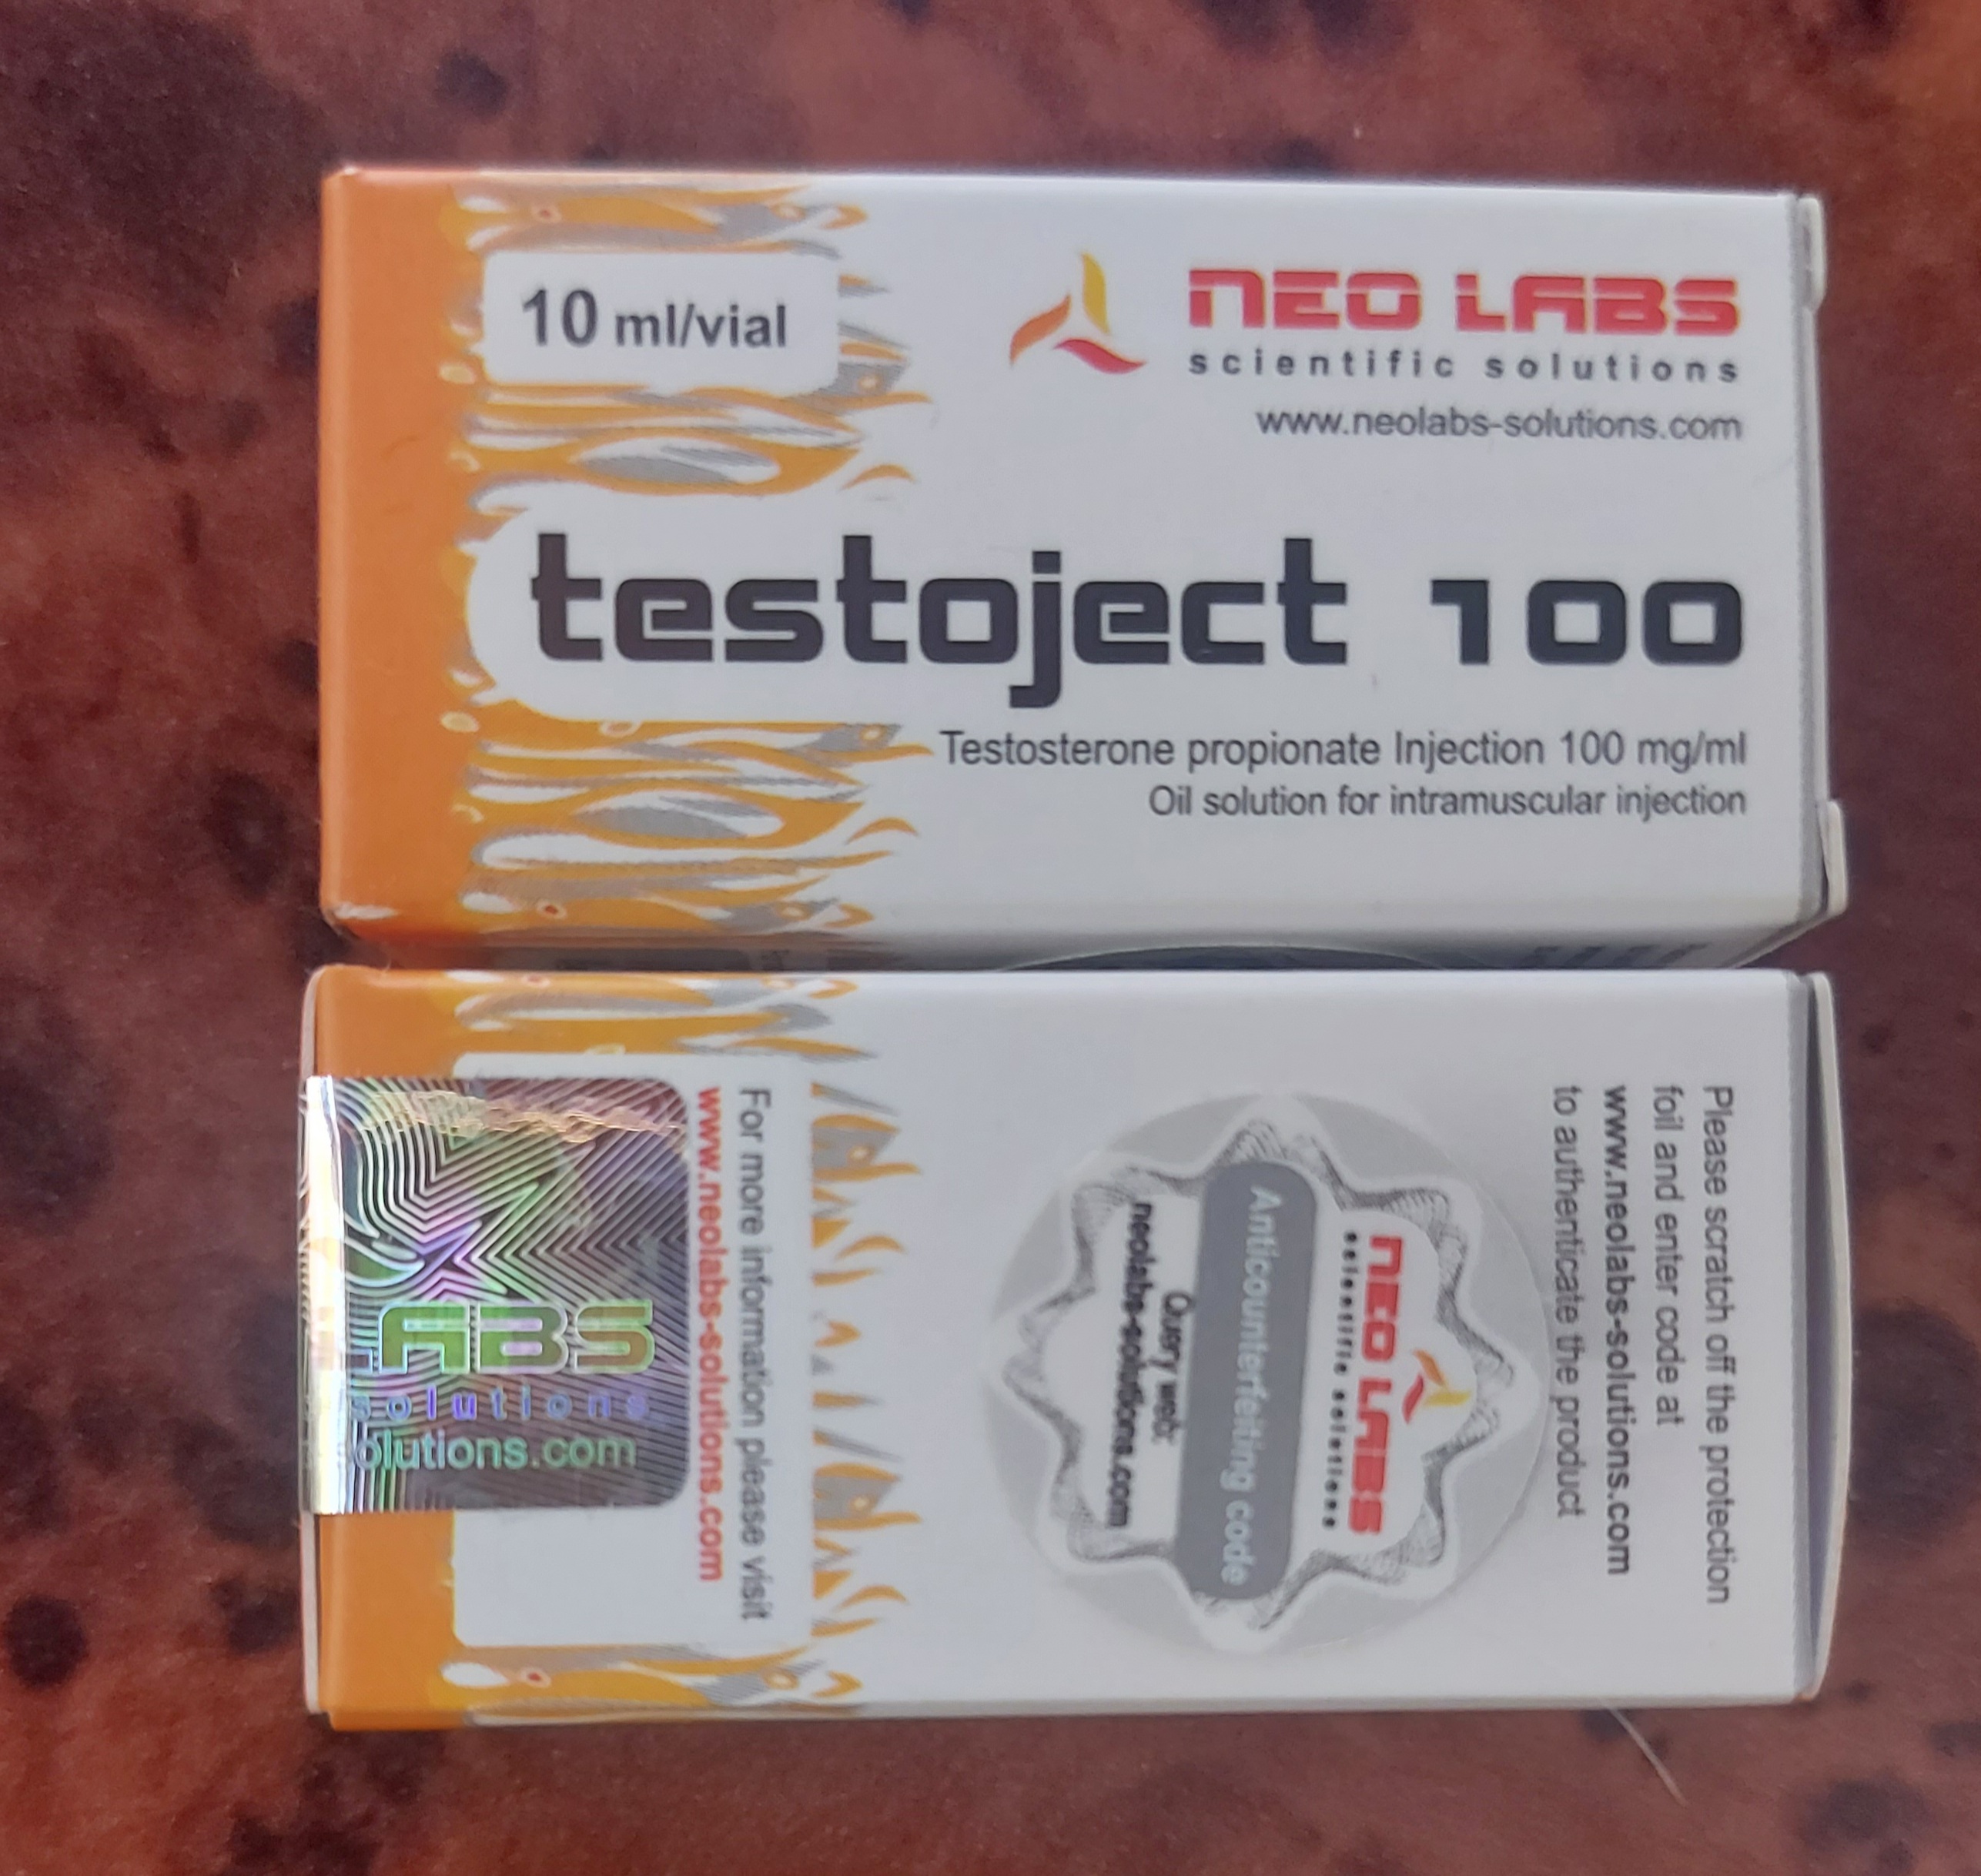 10 ml/vial
NEO LABS
scientific solutions
www.neolabs-solutions.com
testoject 100
Testosterone propionate Injection 100 mg/ml
Oil solution for intramuscular injection
Please scratch off the protection
foil and enter code at
www.neolabs-solutions.com
to authenticate the product
NEO LABS
scientific solutions
Anticounterfeiting code
Query web:
neolabs-solutions.com
For more information please visit
www.neolabs-solutions.com
LABS
solutions
olutions.com